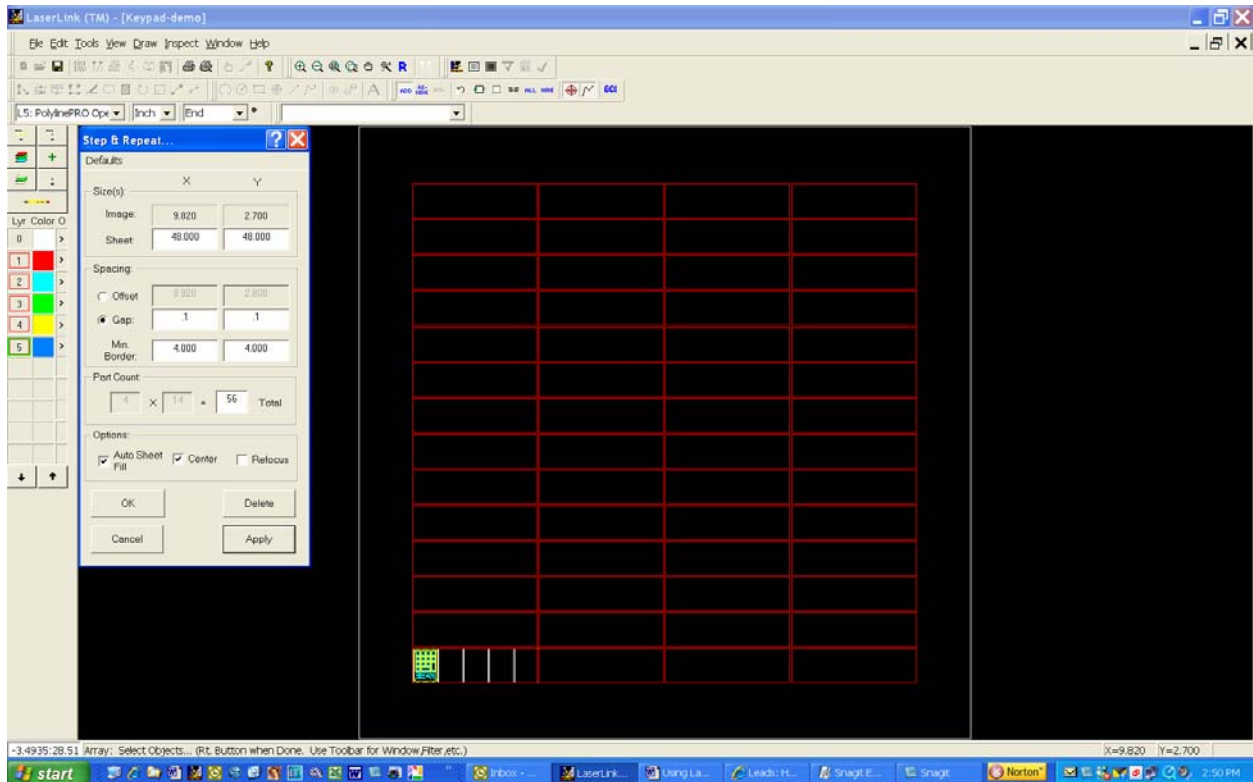 LaserLink (TM) - [Keypad-demo]
File Edit Tools View Draw Inspect Window Help
R
A ADD ALL NONE GCI
L5: PolylinePRO Ope Inch End
Step & Repeat...
Defaults
X Y
Size(s):
Image: 9.820 2.700
Sheet 48.000 48.000
Spacing:
Offset 9.920 2.800
Gap: .1 .1
Min. Border: 4.000 4.000
Part Count:
4 X 14 = 56 Total
Options:
Auto Sheet Fill Center Refocus
OK Delete
Cancel Apply
Lyr Color O
0 >
1 >
2 >
3 >
4 >
5 >
-3.4935:28.51 Array: Select Objects... (Rt. Button when Done. Use Toolbar for Window,Filter,etc.) X=9.820 Y=2.700
start Inbox - ... LaserLink... Using La... Leads: H... SnagIt E... SnagIt Norton 2:50 PM